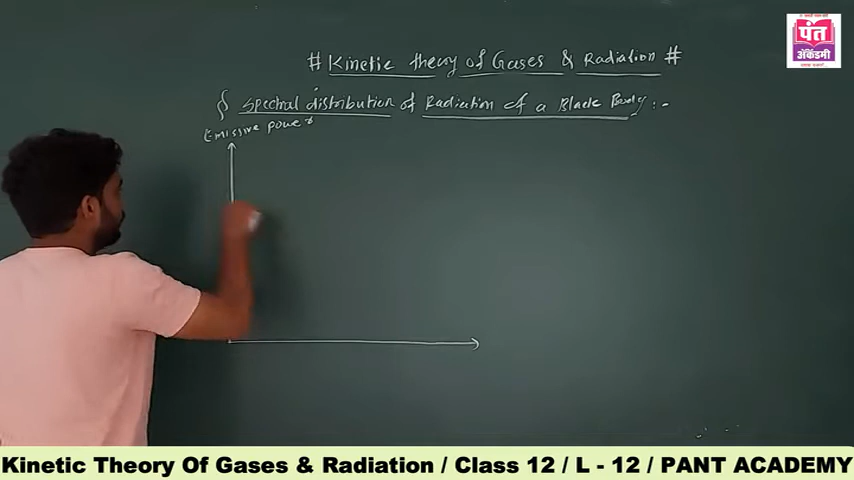 # Kinetic theory of Gases & Radiation #
∮ Spectral distribution of Radiation of a Black Body :-
Emissive power
पंत
अॅकॅडमी
Kinetic Theory Of Gases & Radiation / Class 12 / L - 12 / PANT ACADEMY